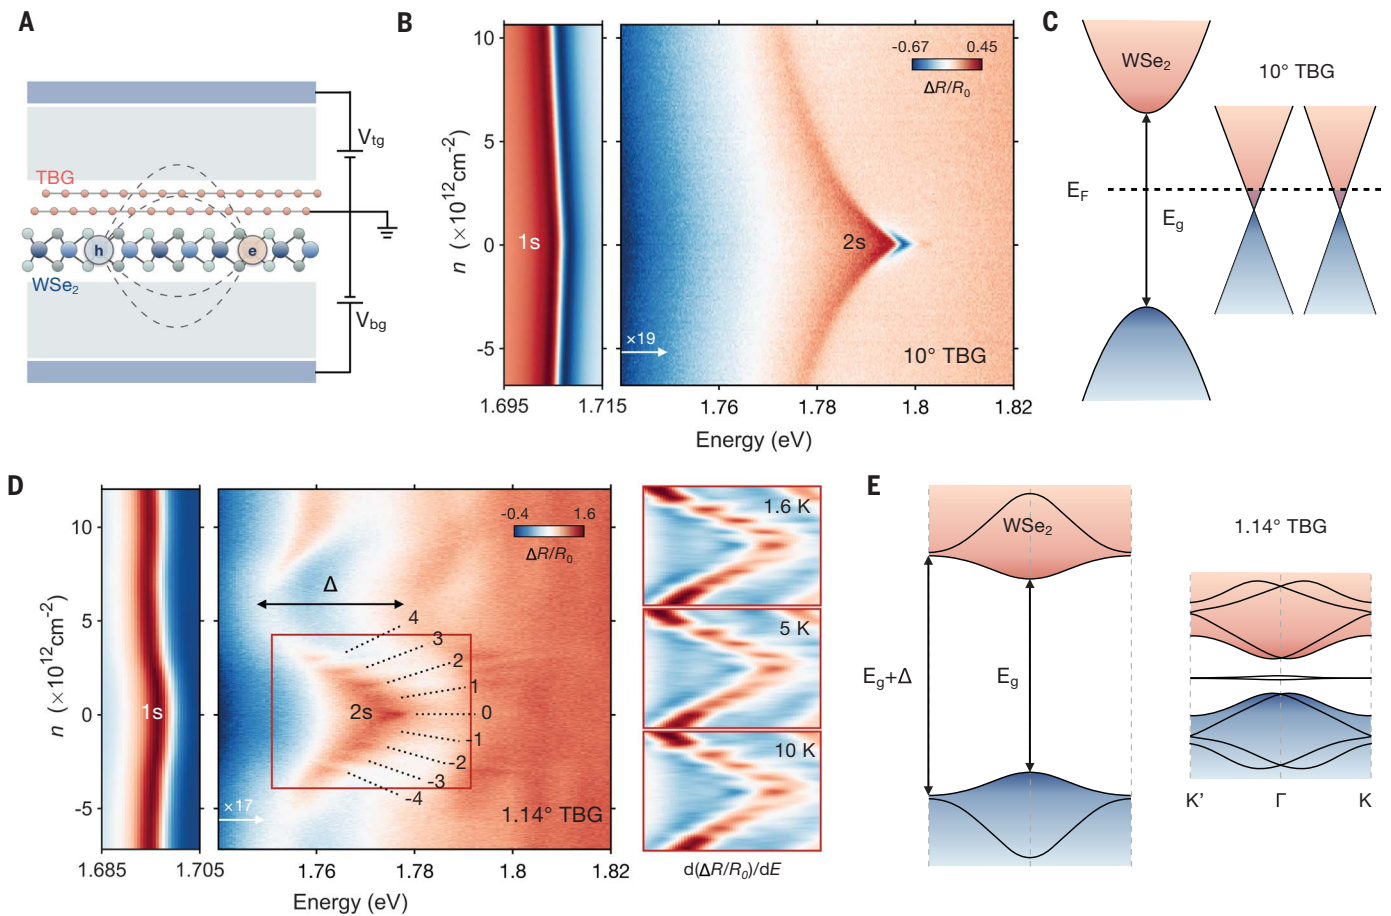 A
V_tg
TBG
h
e
WSe₂
V_bg
B
10
5
0
-5
n (×10¹²cm⁻²)
1s
2s
-0.67 0.45
ΔR/R₀
×19
10° TBG
1.695
1.715
1.76
1.78
1.8
1.82
Energy (eV)
C
WSe₂
10° TBG
E_F
E_g
D
10
5
0
-5
n (×10¹²cm⁻²)
1s
2s
-0.4 1.6
ΔR/R₀
Δ
4
3
2
1
0
-1
-2
-3
-4
×17
1.14° TBG
1.685
1.705
1.76
1.78
1.8
1.82
Energy (eV)
1.6 K
5 K
10 K
d(ΔR/R₀)/dE
E
WSe₂
1.14° TBG
E_g+Δ
E_g
K'
Γ
K